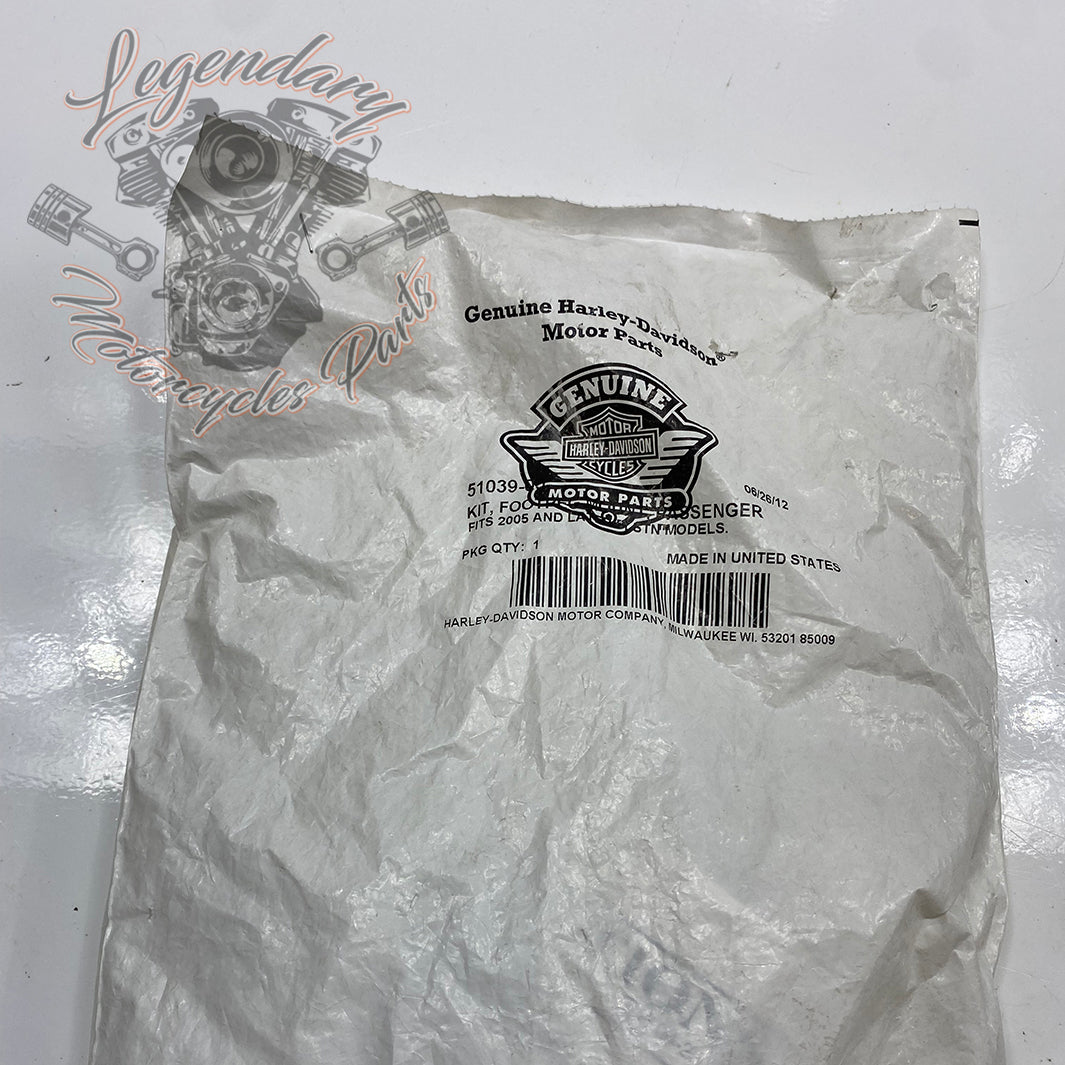 Legendary
Motorcycles Parts
Genuine Harley-Davidson®
Motor Parts
GENUINE
MOTOR
HARLEY-DAVIDSON
CYCLES
MOTOR PARTS
51039-
06/26/12
KIT, PASSENGER
FITS 2005 AND MODELS.
PKG QTY: 1
MADE IN UNITED STATES
HARLEY-DAVIDSON MOTOR COMPANY, MILWAUKEE WI. 53201 85009